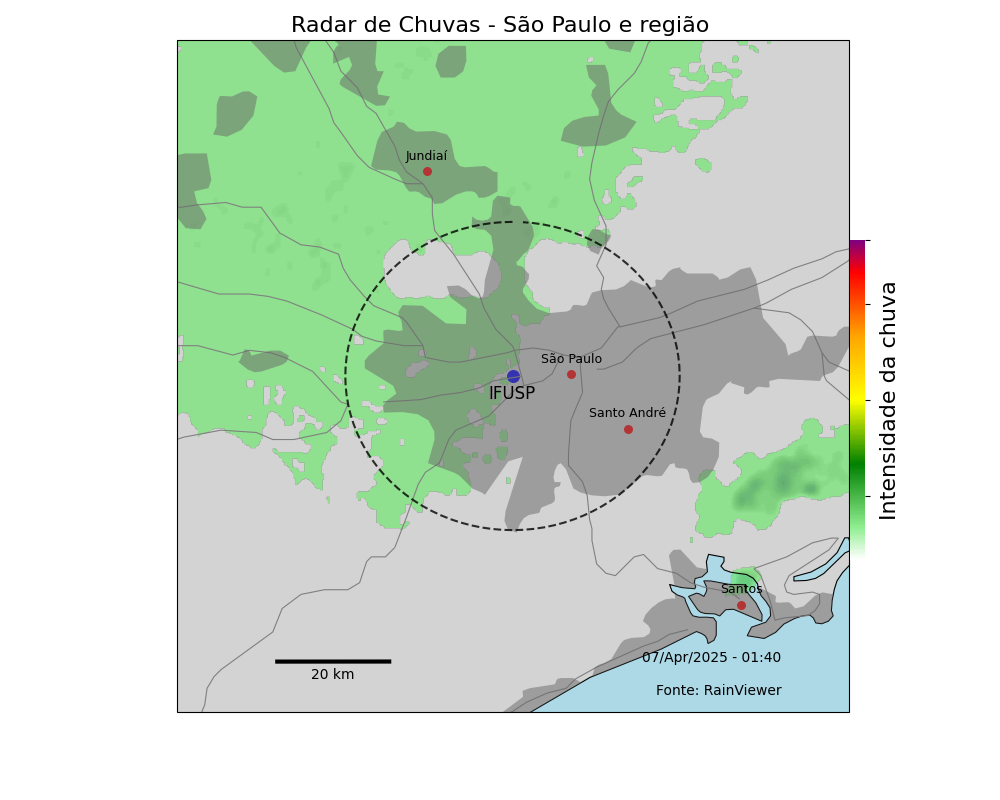 Radar de Chuvas - São Paulo e região
Jundiaí
São Paulo
IFUSP
Santo André
Intensidade da chuva
Santos
07/Apr/2025 - 01:40
20 km
Fonte: RainViewer